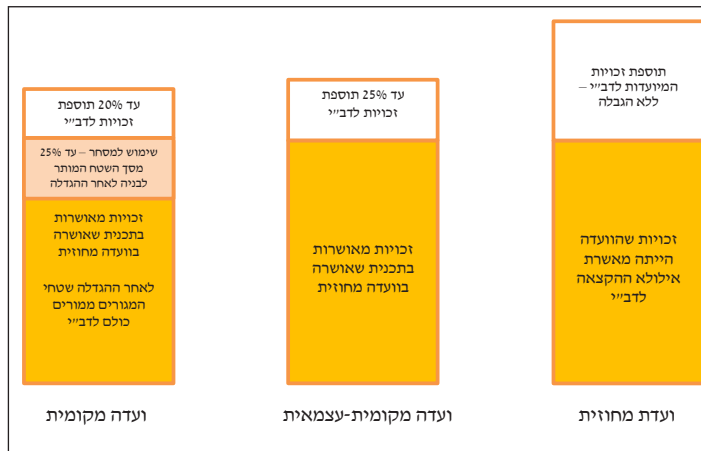 תוספת זכויות
המיועדות לדב״י –
ללא הגבלה
זכויות שהוועדה
הייתה מאשרת
אילולא ההקצאה
לדב״י
ועדת מחוזית
עד 25% תוספת
זכויות לדב״י
זכויות מאושרות
בתכנית שאושרה
בוועדה מחוזית
ועדה מקומית-עצמאית
עד 20% תוספת
זכויות לדב״י
שימוש למסחר – עד 25%
מסך השטח המותר
לבניה לאחר ההגדלה
זכויות מאושרות
בתכנית שאושרה
בוועדה מחוזית
לאחר ההגדלה שטחי
המגורים ממורים
כולם לדב״י
ועדה מקומית